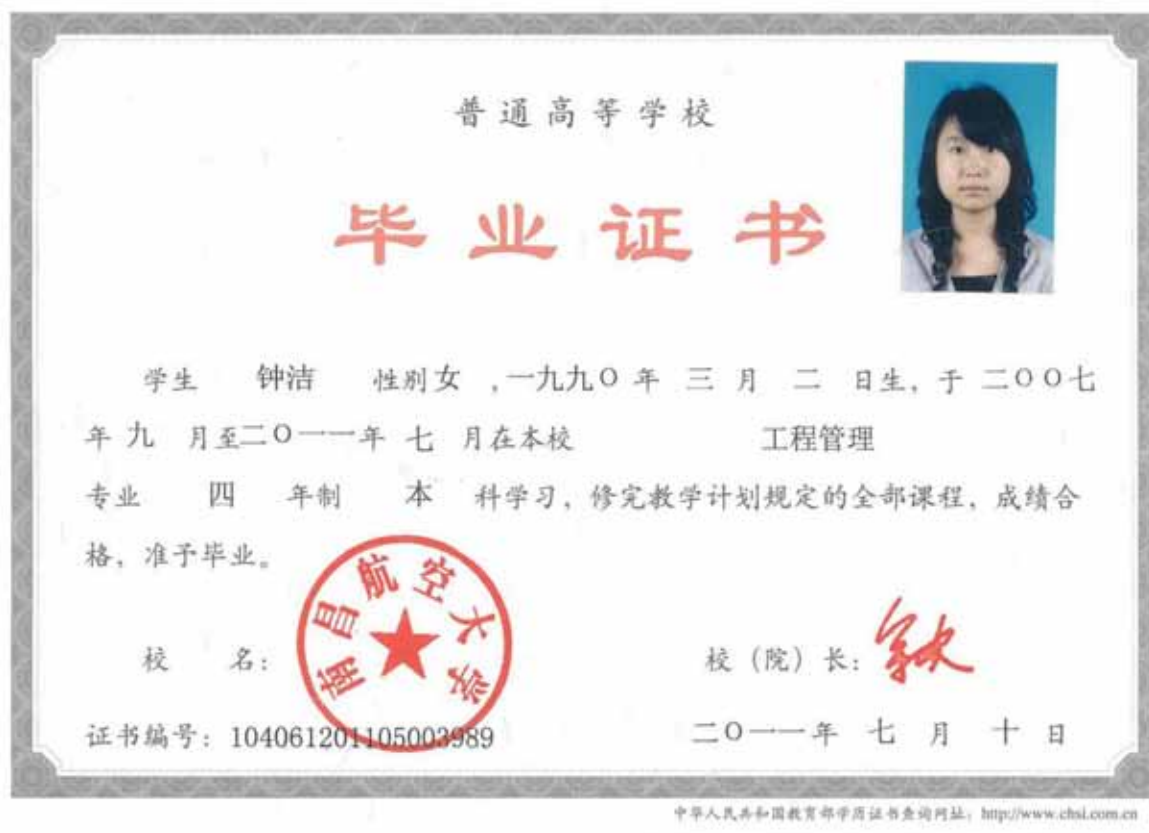 普通高等学校
毕业证书
学生 钟洁 性别 女 ,一九九〇年 三 月 二 日生,于 二〇〇七
年 九 月至二〇一一年 七 月在本校 工程管理
专业 四 年制 本 科学习,修完教学计划规定的全部课程,成绩合
格,准予毕业。
南昌航空大学
校 名: 校(院)长:
证书编号:104061201105003989 二〇一一年 七 月 十 日
中华人民共和国教育部学历证书查询网址:http://www.chsi.com.cn